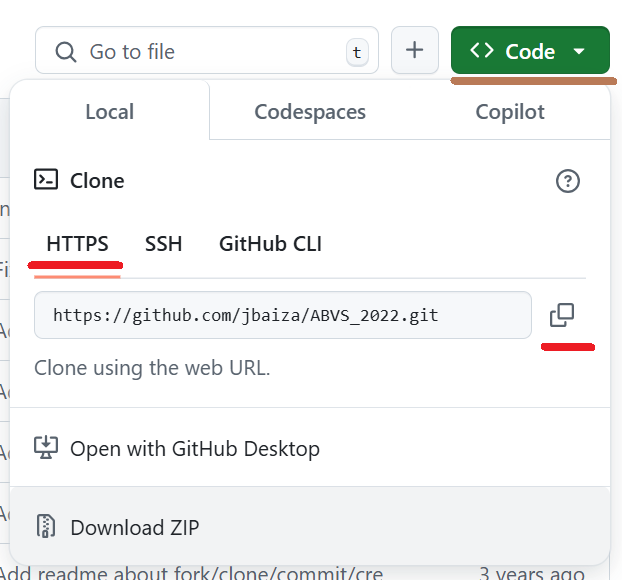 Go to file t + <> Code
Local Codespaces Copilot
Clone
HTTPS SSH GitHub CLI
https://github.com/jbaiza/ABVS_2022.git
Clone using the web URL.
Open with GitHub Desktop
Download ZIP
Add readme about fork/clone/commit/cre 3 years ago